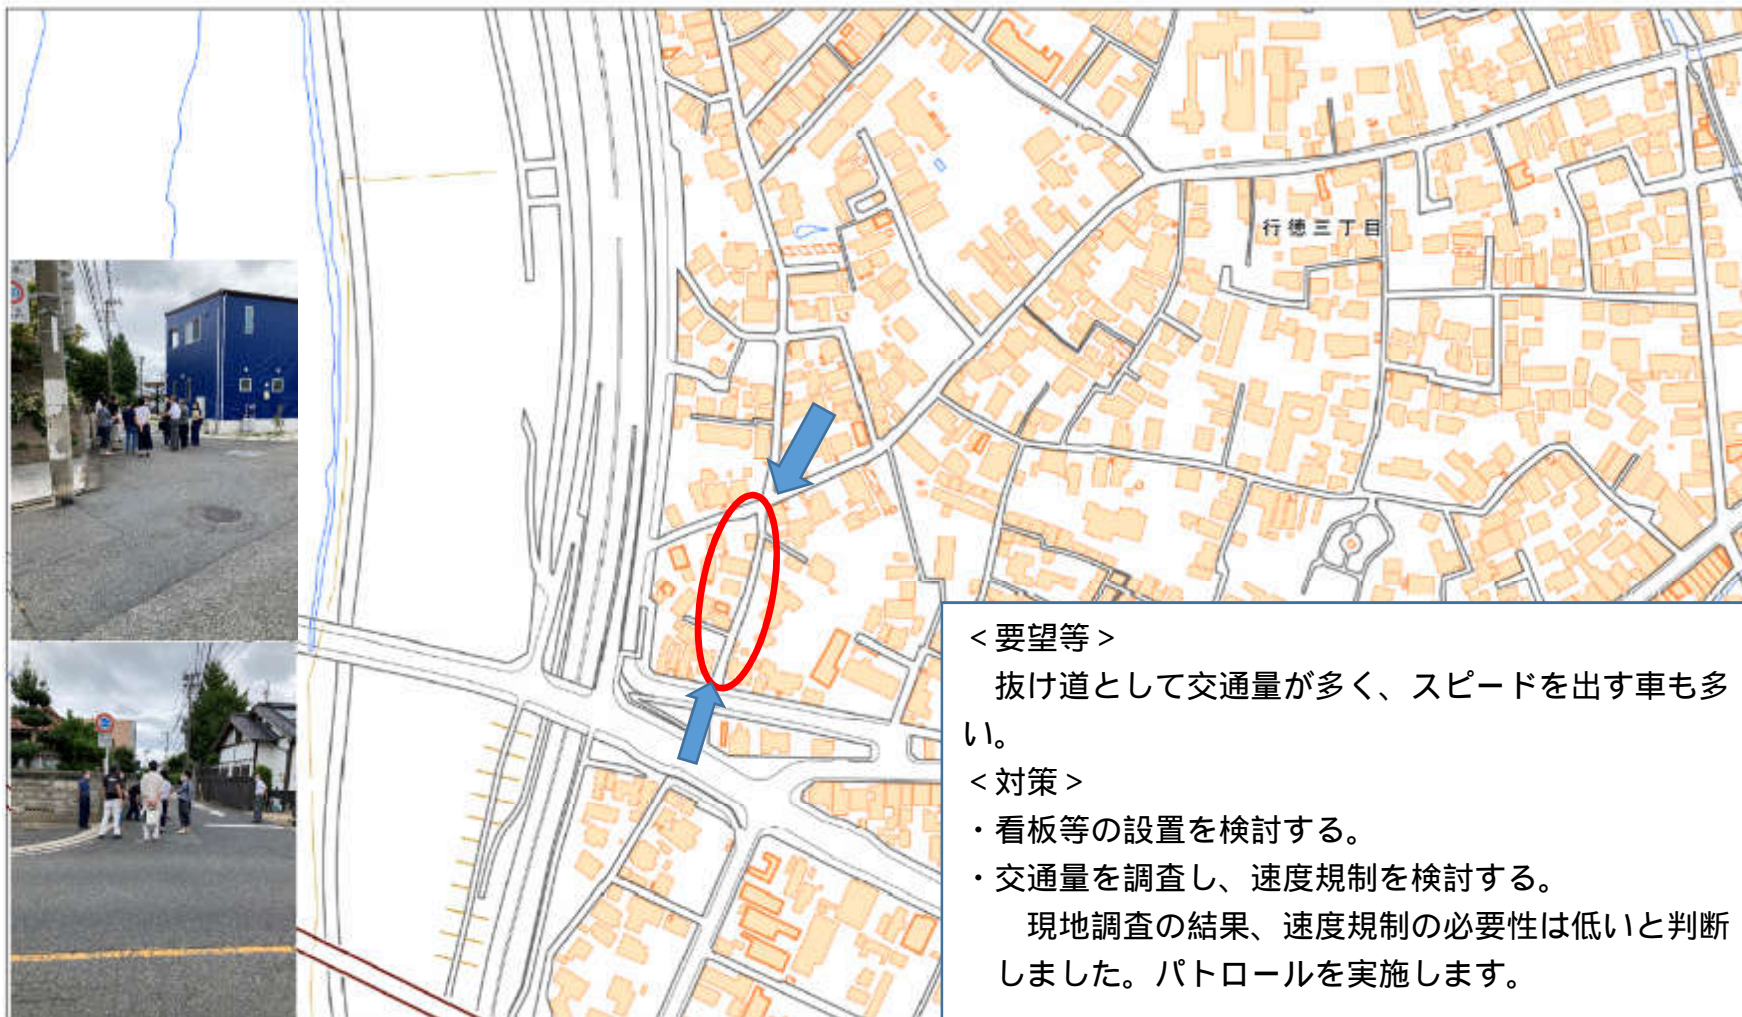 行徳三丁目
＜要望等＞
抜け道として交通量が多く、スピードを出す車も多
い。
＜対策＞
・看板等の設置を検討する。
・交通量を調査し、速度規制を検討する。
現地調査の結果、速度規制の必要性は低いと判断
しました。パトロールを実施します。